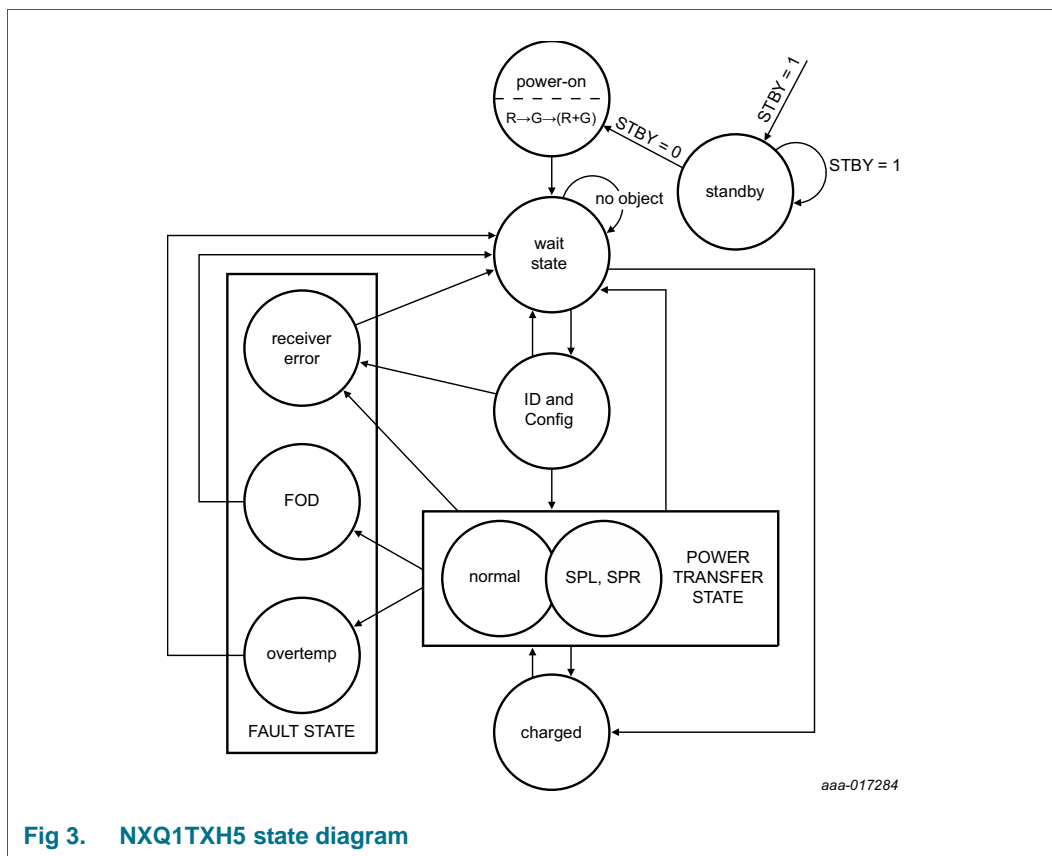 power-on
R→G→(R+G)
STBY = 1
STBY = 0
STBY = 1
standby
no object
wait
state
receiver
error
ID and
Config
FOD
normal
SPL, SPR
POWER
TRANSFER
STATE
overtemp
FAULT STATE
charged
aaa-017284
Fig 3. NXQ1TXH5 state diagram